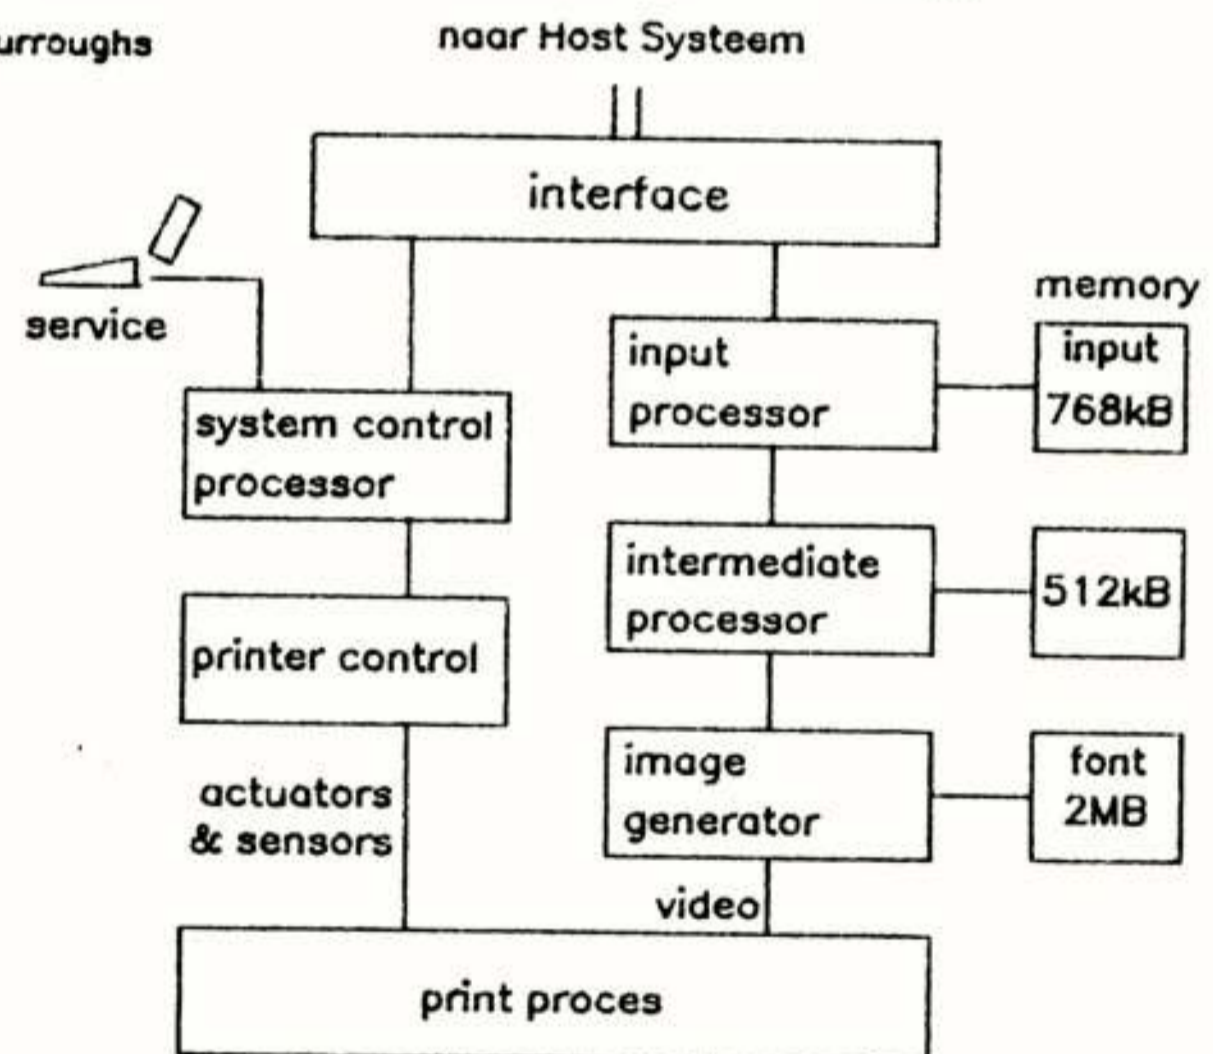 urroughs
naar Host Systeem
interface
service
memory
input
processor
input
768kB
system control
processor
intermediate
processor
512kB
printer control
image
generator
font
2MB
actuators
& sensors
video
print proces